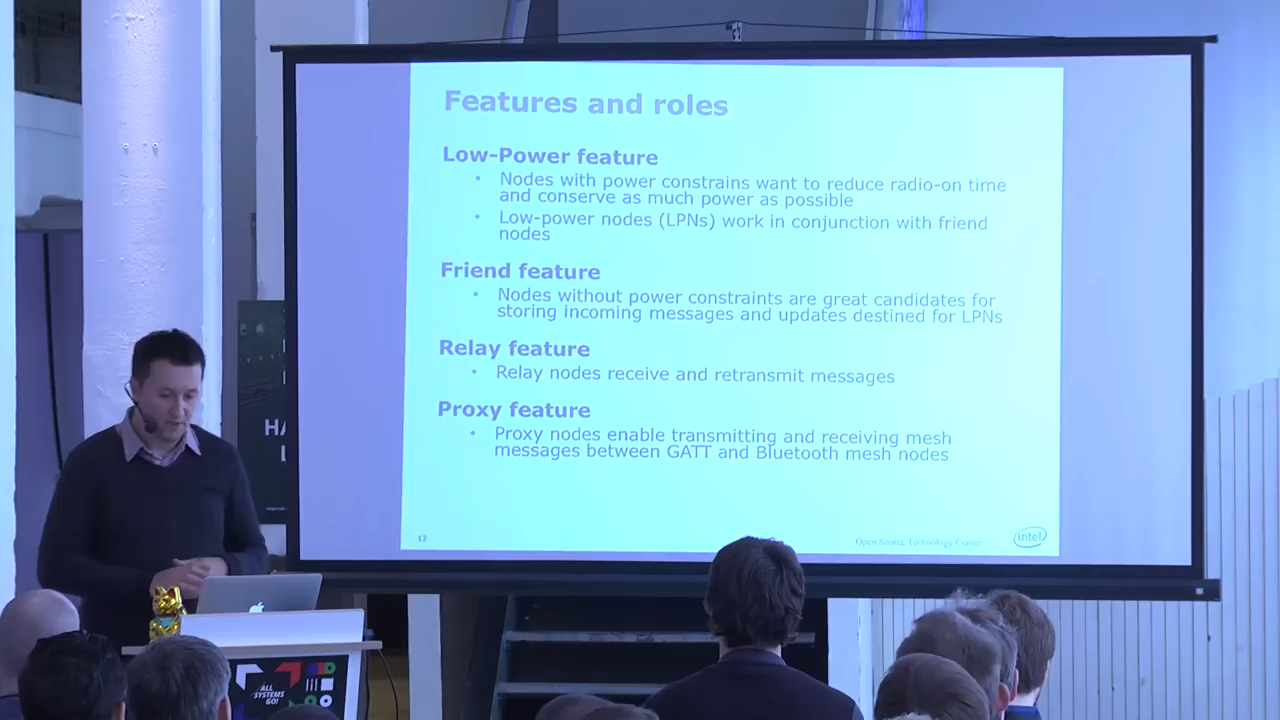 Features and roles
Low-Power feature
• Nodes with power constrains want to reduce radio-on time
and conserve as much power as possible
• Low-power nodes (LPNs) work in conjunction with friend
nodes
Friend feature
• Nodes without power constraints are great candidates for
storing incoming messages and updates destined for LPNs
Relay feature
• Relay nodes receive and retransmit messages
Proxy feature
• Proxy nodes enable transmitting and receiving mesh
messages between GATT and Bluetooth mesh nodes
12
Open Source Technology Center
intel
HA
ALL
SYSTEMS
GO!